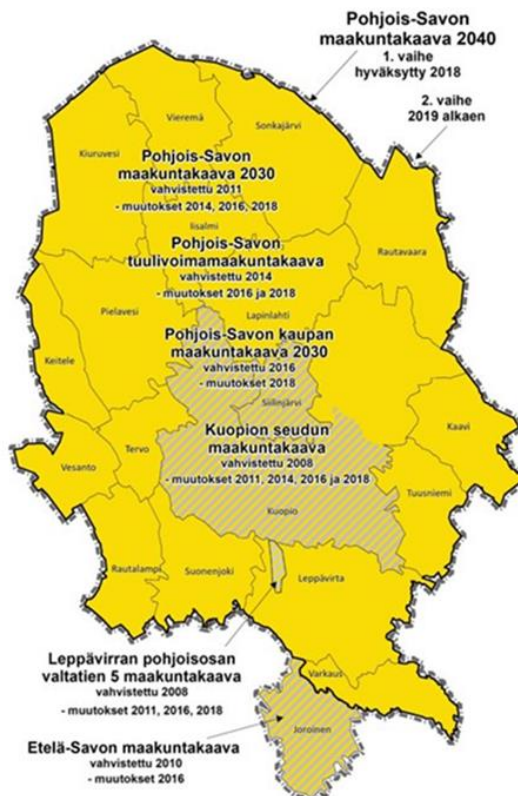 Pohjois-Savon
maakuntakaava 2040
1. vaihe
hyväksytty 2018
2. vaihe
2019 alkaen
Vieremä
Sonkajärvi
Kiuruvesi
Pohjois-Savon
maakuntakaava 2030
vahvistettu 2011
- muutokset 2014, 2016, 2018
Iisalmi
Rautavaara
Pohjois-Savon
tuulivoimamaakuntakaava
vahvistettu 2014
- muutokset 2016 ja 2018
Pielavesi
Lapinlahti
Keitele
Pohjois-Savon kaupan
maakuntakaava 2030
vahvistettu 2016
- muutokset 2018
Siilinjärvi
Kaavi
Kuopion seudun
maakuntakaava
vahvistettu 2008
- muutokset 2011, 2014, 2016 ja 2018
Tervo
Vesanto
Tuusniemi
Kuopio
Rautalampi
Suonenjoki
Leppävirta
Leppävirran pohjoisosan
valtatien 5 maakuntakaava
vahvistettu 2008
- muutokset 2011, 2016, 2018
Varkaus
Joroinen
Etelä-Savon maakuntakaava
vahvistettu 2010
- muutokset 2016